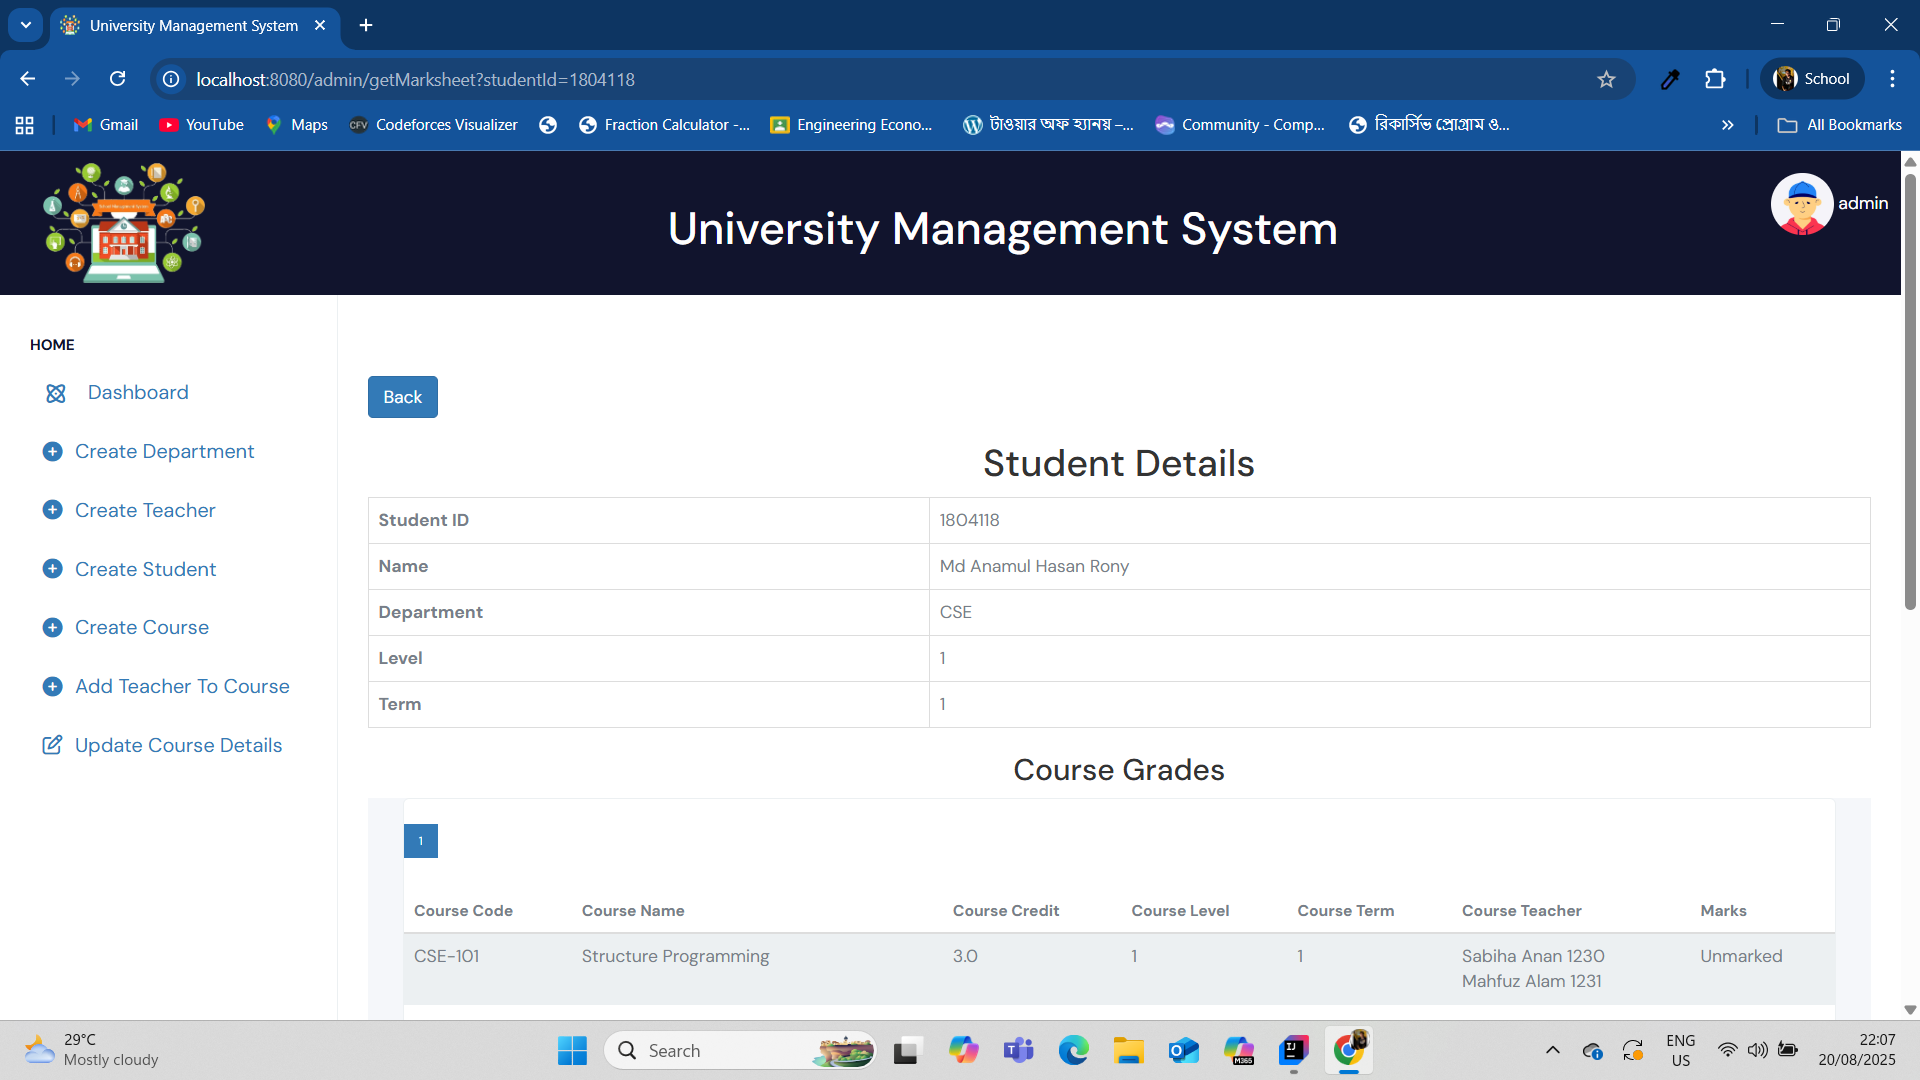 University Management System
localhost:8080/admin/getMarksheet?studentId=1804118
School
Gmail
YouTube
Maps
CFV
Codeforces Visualizer
Fraction Calculator -...
Engineering Econo...
টাওয়ার অফ হ্যানয় –...
Community - Comp...
রিকার্সিভ প্রোগ্রাম ও...
All Bookmarks
University Management System
admin
HOME
Dashboard
Create Department
Create Teacher
Create Student
Create Course
Add Teacher To Course
Update Course Details
Back
Student Details
Student ID 1804118
Name Md Anamul Hasan Rony
Department CSE
Level 1
Term 1
Course Grades
1
Course Code Course Name Course Credit Course Level Course Term Course Teacher Marks
CSE-101 Structure Programming 3.0 1 1 Sabiha Anan 1230 Unmarked
Mahfuz Alam 1231
29°C
Mostly cloudy
Search
M365
ENG
US
22:07
20/08/2025